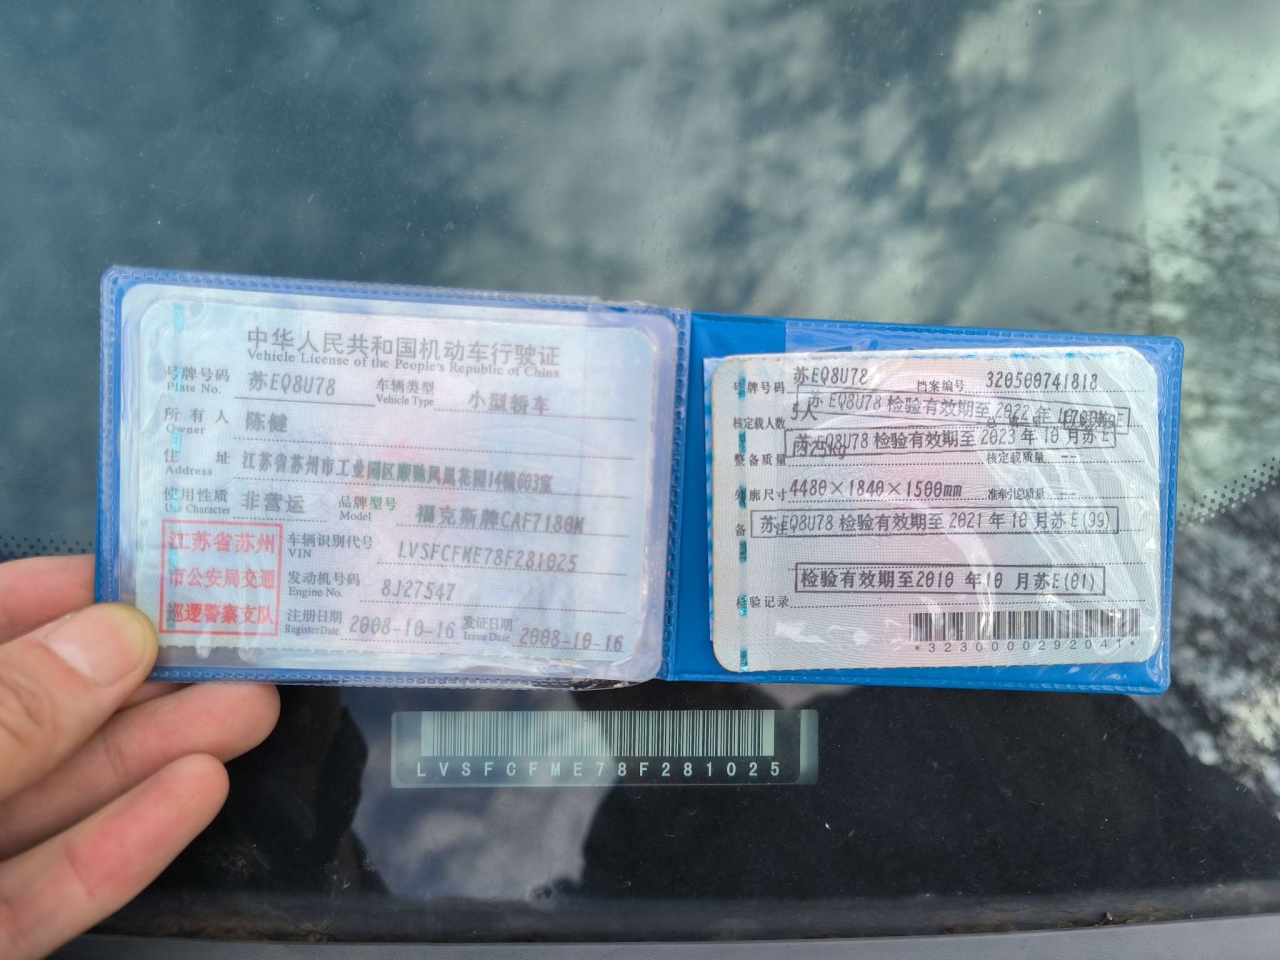 中华人民共和国机动车行驶证
Vehicle License of the People's Republic of China
号牌号码 苏EQ8U78 车辆类型 小型轿车
Plate No. Vehicle Type
所有人 陈健
Owner
住址 江苏省苏州市工业园区顺驰凤凰花园14幢603室
Address
使用性质 非营运 品牌型号 福克斯牌CAF7180M
Use Character Model
江苏省苏州
市公安局交通
巡逻警察支队
车辆识别代号 LVSFCFME78F281025
VIN
发动机号码 8J27547
Engine No.
注册日期 2008-10-16 发证日期 2008-10-16
Register Date Issue Date
号牌号码 苏EQ8U78 档案编号 320500741818
苏EQ8U78 检验有效期至2022年
核定载人数 5人
苏EQ8U78 检验有效期至2023年10月苏E
整备质量 核定载质量 --
外廓尺寸 4480×1840×1500mm 准牵引总质量 --
备注
苏EQ8U78 检验有效期至2021年10月苏E(99)
检验有效期至2010 年10 月苏E(01)
检验记录
*3230000292041*
LVSFCFME78F281025